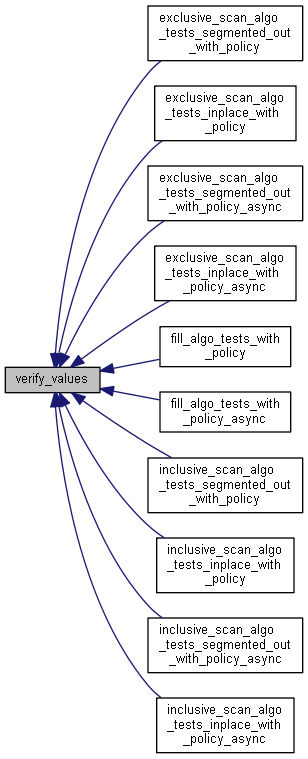 exclusive_scan_algo
_tests_segmented_out
_with_policy
exclusive_scan_algo
_tests_inplace_with
_policy
exclusive_scan_algo
_tests_segmented_out
_with_policy_async
exclusive_scan_algo
_tests_inplace_with
_policy_async
fill_algo_tests_with
_policy
verify_values
fill_algo_tests_with
_policy_async
inclusive_scan_algo
_tests_segmented_out
_with_policy
inclusive_scan_algo
_tests_inplace_with
_policy
inclusive_scan_algo
_tests_segmented_out
_with_policy_async
inclusive_scan_algo
_tests_inplace_with
_policy_async